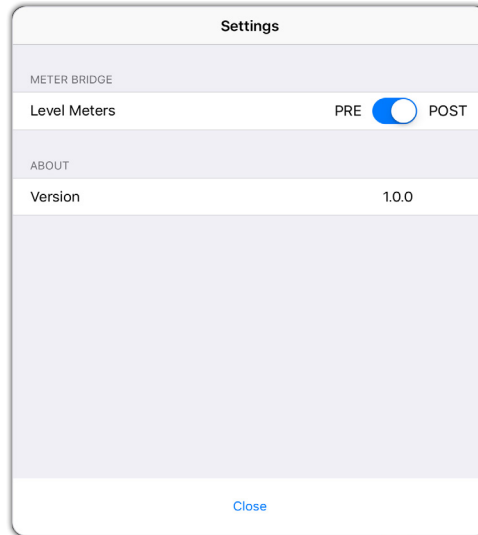 Settings
METER BRIDGE
Level Meters PRE POST
ABOUT
Version 1.0.0
Close